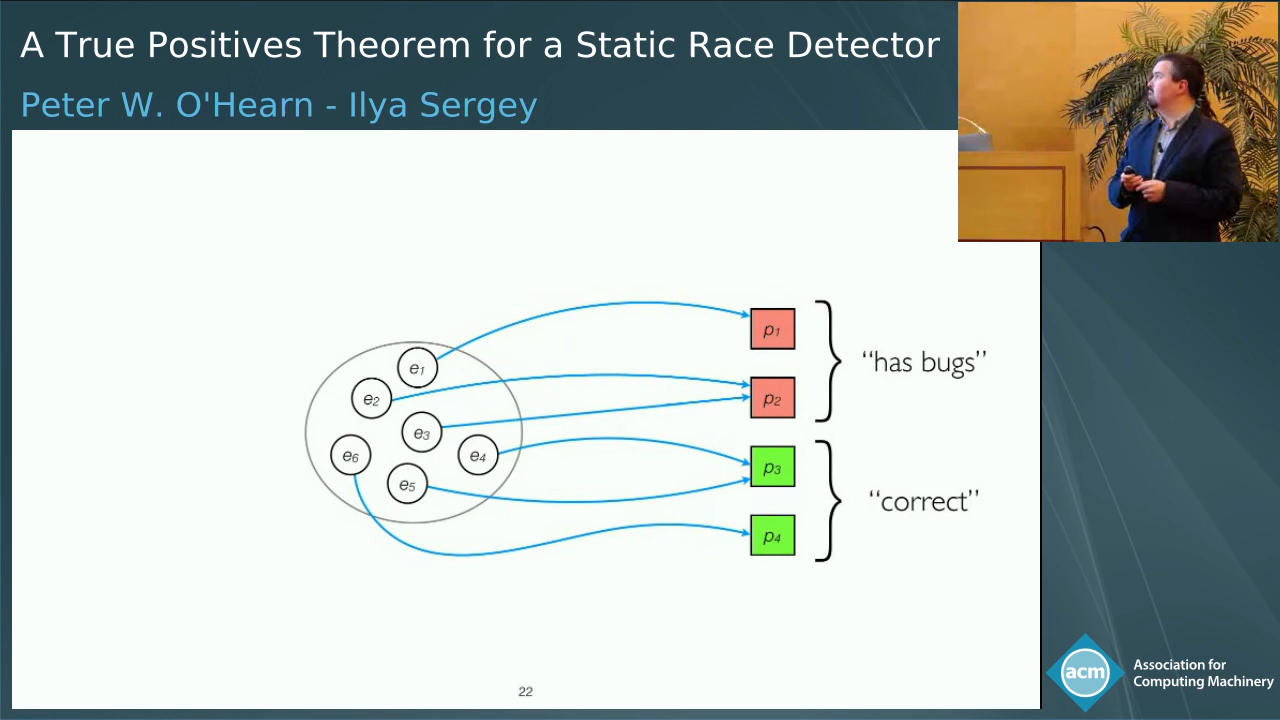 A True Positives Theorem for a Static Race Detector
Peter W. O'Hearn - Ilya Sergey
e1
e2
e3
e4
e5
e6
p1
p2
p3
p4
“has bugs”
“correct”
22
acm
Association for
Computing Machinery